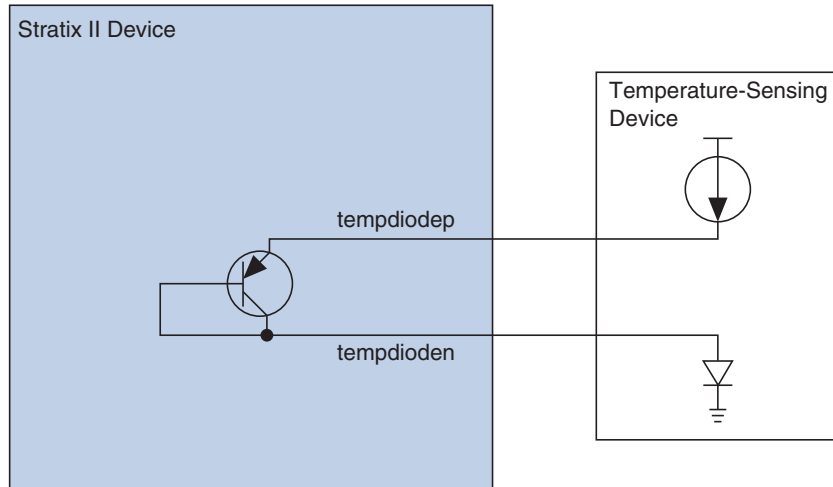 Stratix II Device
Temperature-Sensing
Device
tempdiodep
tempdioden